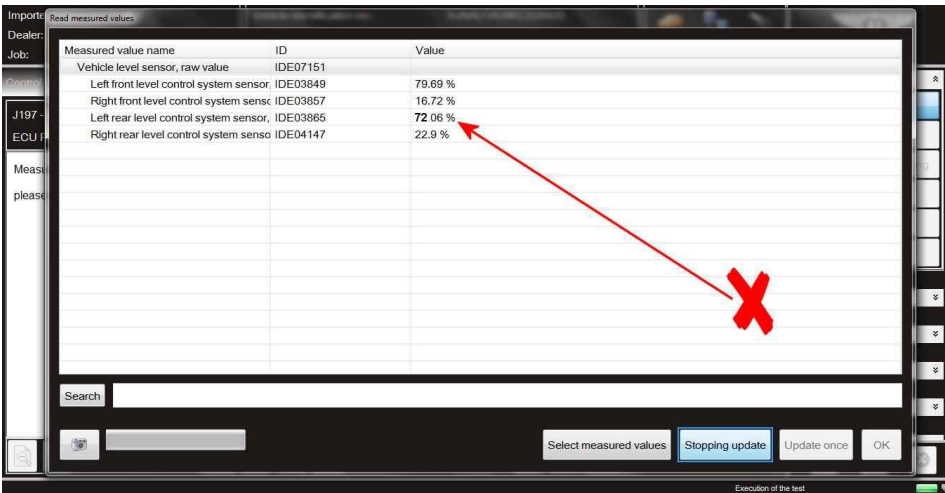 Importe
Read measured values
Dealer:
Job:
Measured value name ID Value
Vehicle level sensor, raw value IDE07151
Left front level control system sensor, IDE03849 79.69 %
Right front level control system sensc IDE03857 16.72 %
Left rear level control system sensor, IDE03865 72.06 %
Right rear level control system senso IDE04147 22.9 %
Control
J197 -
ECU F
Measu
please
Search
Select measured values Stopping update Update once OK
Execution of the test